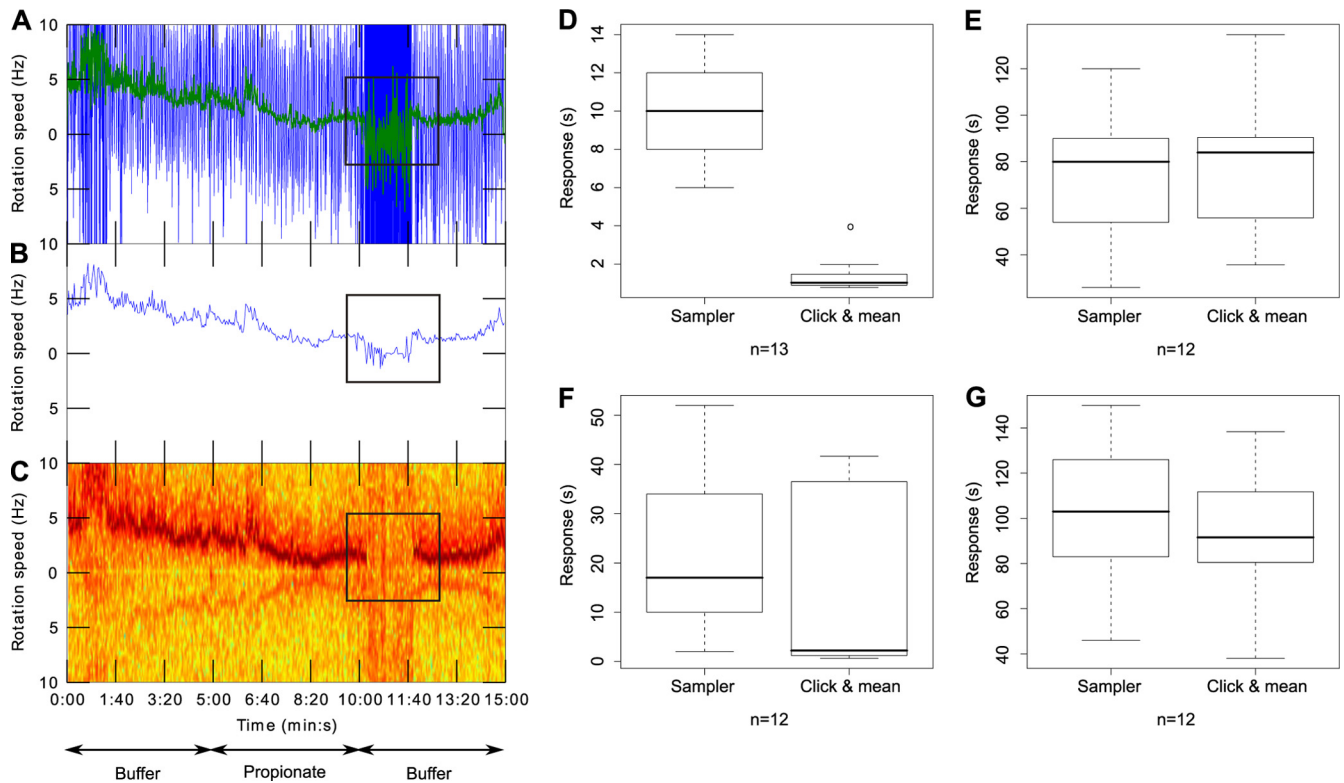 A
Rotation speed (Hz)
10
5
0
5
10
B
Rotation speed (Hz)
5
0
5
C
Rotation speed (Hz)
10
5
0
5
10
0:00 1:40 3:20 5:00 6:40 8:20 10:00 11:40 13:20 15:00
Time (min:s)
Buffer Propionate Buffer
D
Response (s)
14
12
10
8
6
4
2
Sampler Click & mean
n=13
E
Response (s)
120
100
80
60
40
Sampler Click & mean
n=12
F
Response (s)
50
40
30
20
10
0
Sampler Click & mean
n=12
G
Response (s)
140
120
100
80
60
40
Sampler Click & mean
n=12